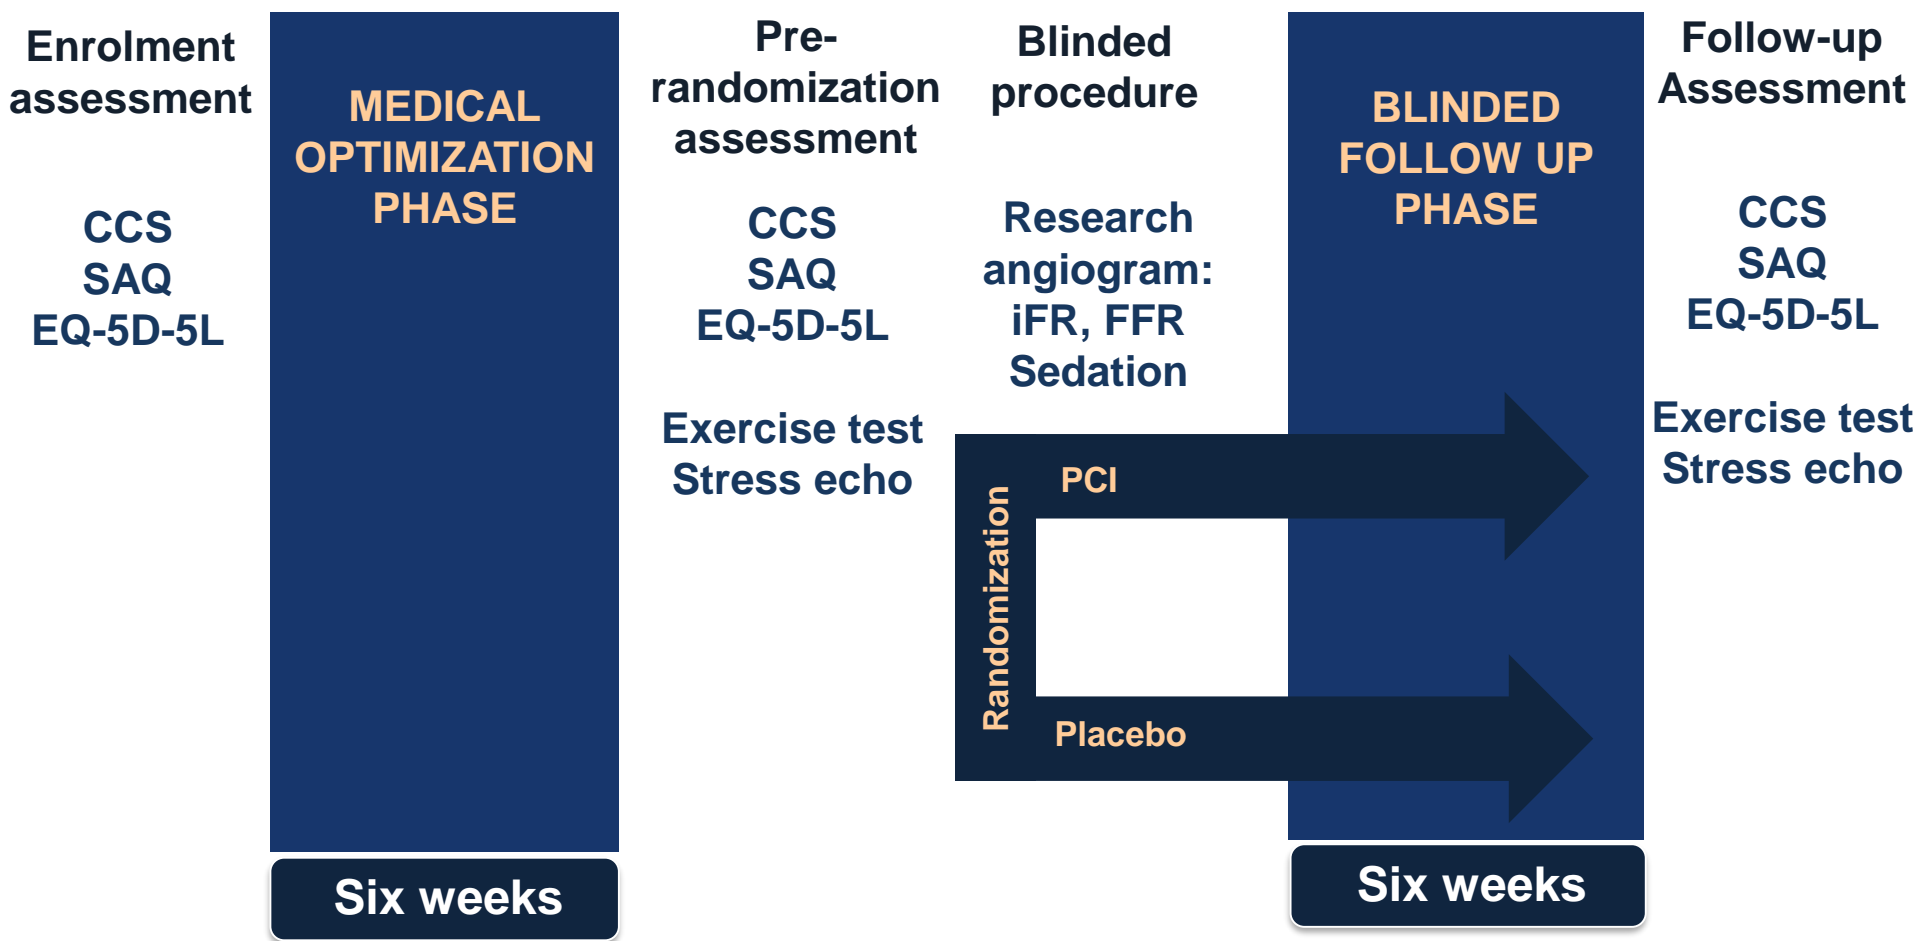 Enrolment
assessment
CCS
SAQ
EQ-5D-5L
MEDICAL
OPTIMIZATION
PHASE
Six weeks
Pre-
randomization
assessment
CCS
SAQ
EQ-5D-5L
Exercise test
Stress echo
Blinded
procedure
Research
angiogram:
iFR, FFR
Sedation
Randomization
PCI
Placebo
BLINDED
FOLLOW UP
PHASE
Six weeks
Follow-up
Assessment
CCS
SAQ
EQ-5D-5L
Exercise test
Stress echo